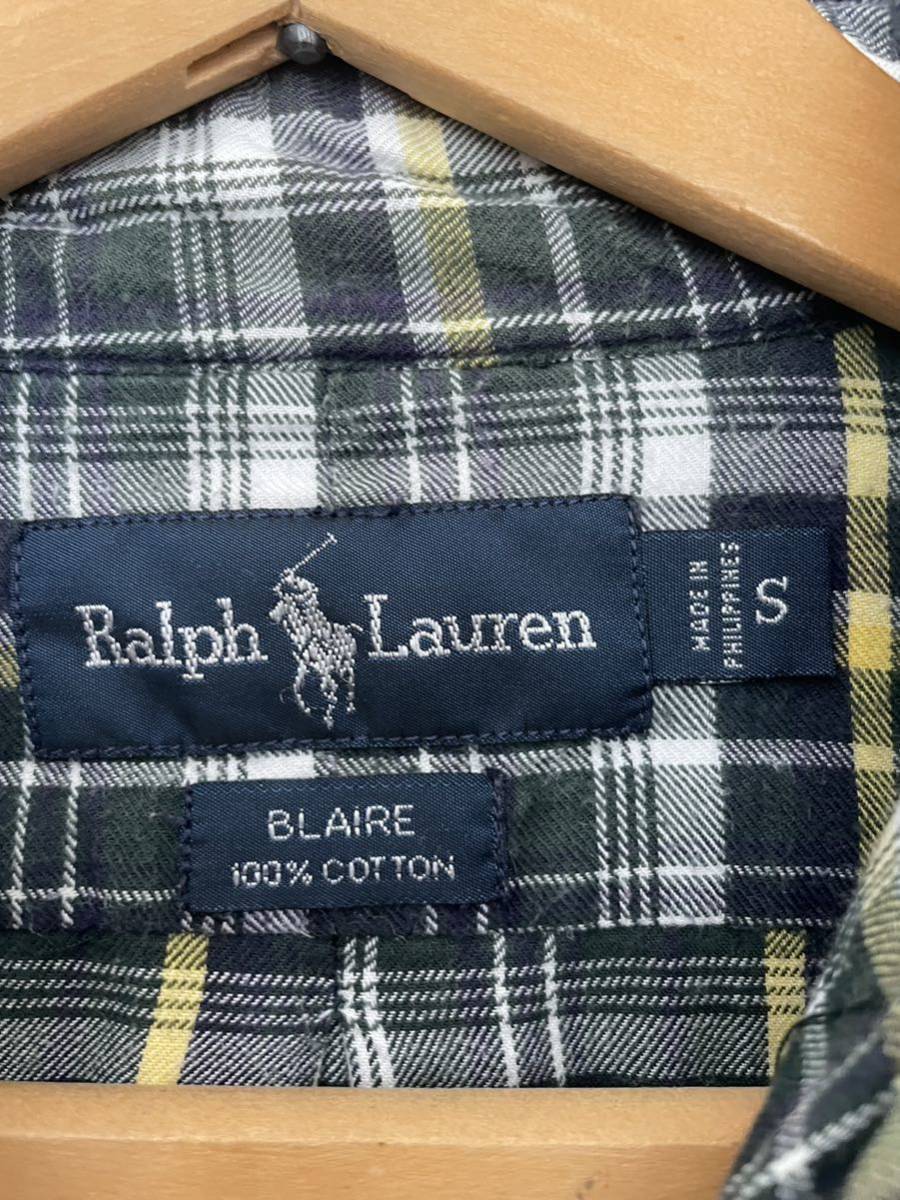 Ralph Lauren
MADE IN
PHILIPPINES
S
BLAIRE
100% COTTON